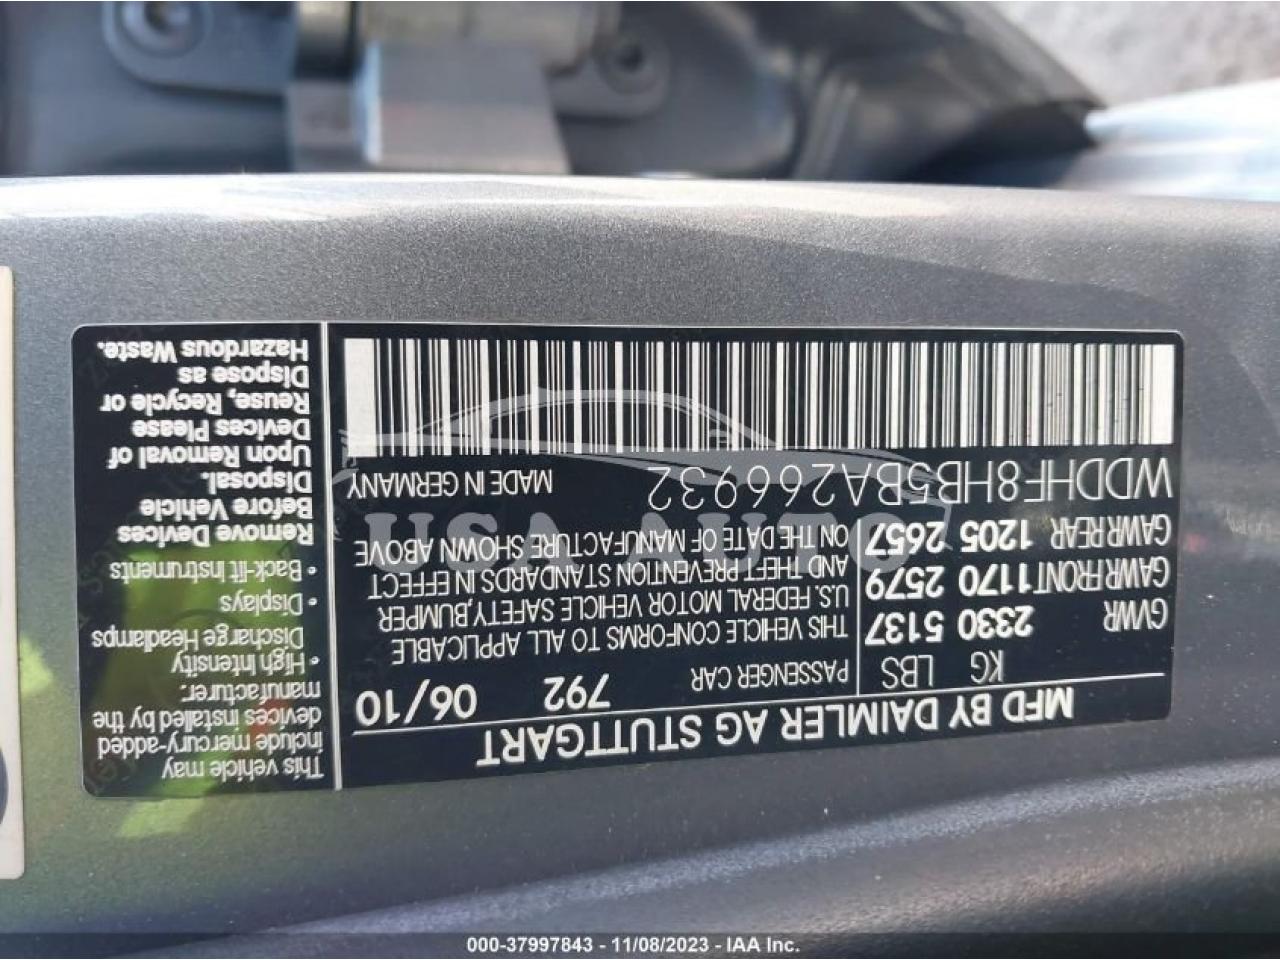 MFD BY DAIMLER AG STUTTGART
KG LBS
GVWR 2330 5137
GAWR FRONT 1170 2579
GAWR REAR 1205 2657
PASSENGER CAR 792 06/10
THIS VEHICLE CONFORMS TO ALL APPLICABLE
U.S. FEDERAL MOTOR VEHICLE SAFETY,BUMPER
AND THEFT PREVENTION STANDARDS IN EFFECT
ON THE DATE OF MANUFACTURE SHOWN ABOVE
WDDHF8HB5BA266932 MADE IN GERMANY
This vehicle may
include mercury-added
devices installed by the
manufacturer:
• High Intensity
Discharge Headlamps
• Displays
• Back-lit Instruments
Remove Devices
Before Vehicle
Disposal.
Upon Removal of
Devices Please
Reuse, Recycle or
Dispose as
Hazardous Waste.
USA AUTO
000-37997843 - 11/08/2023 - IAA Inc.